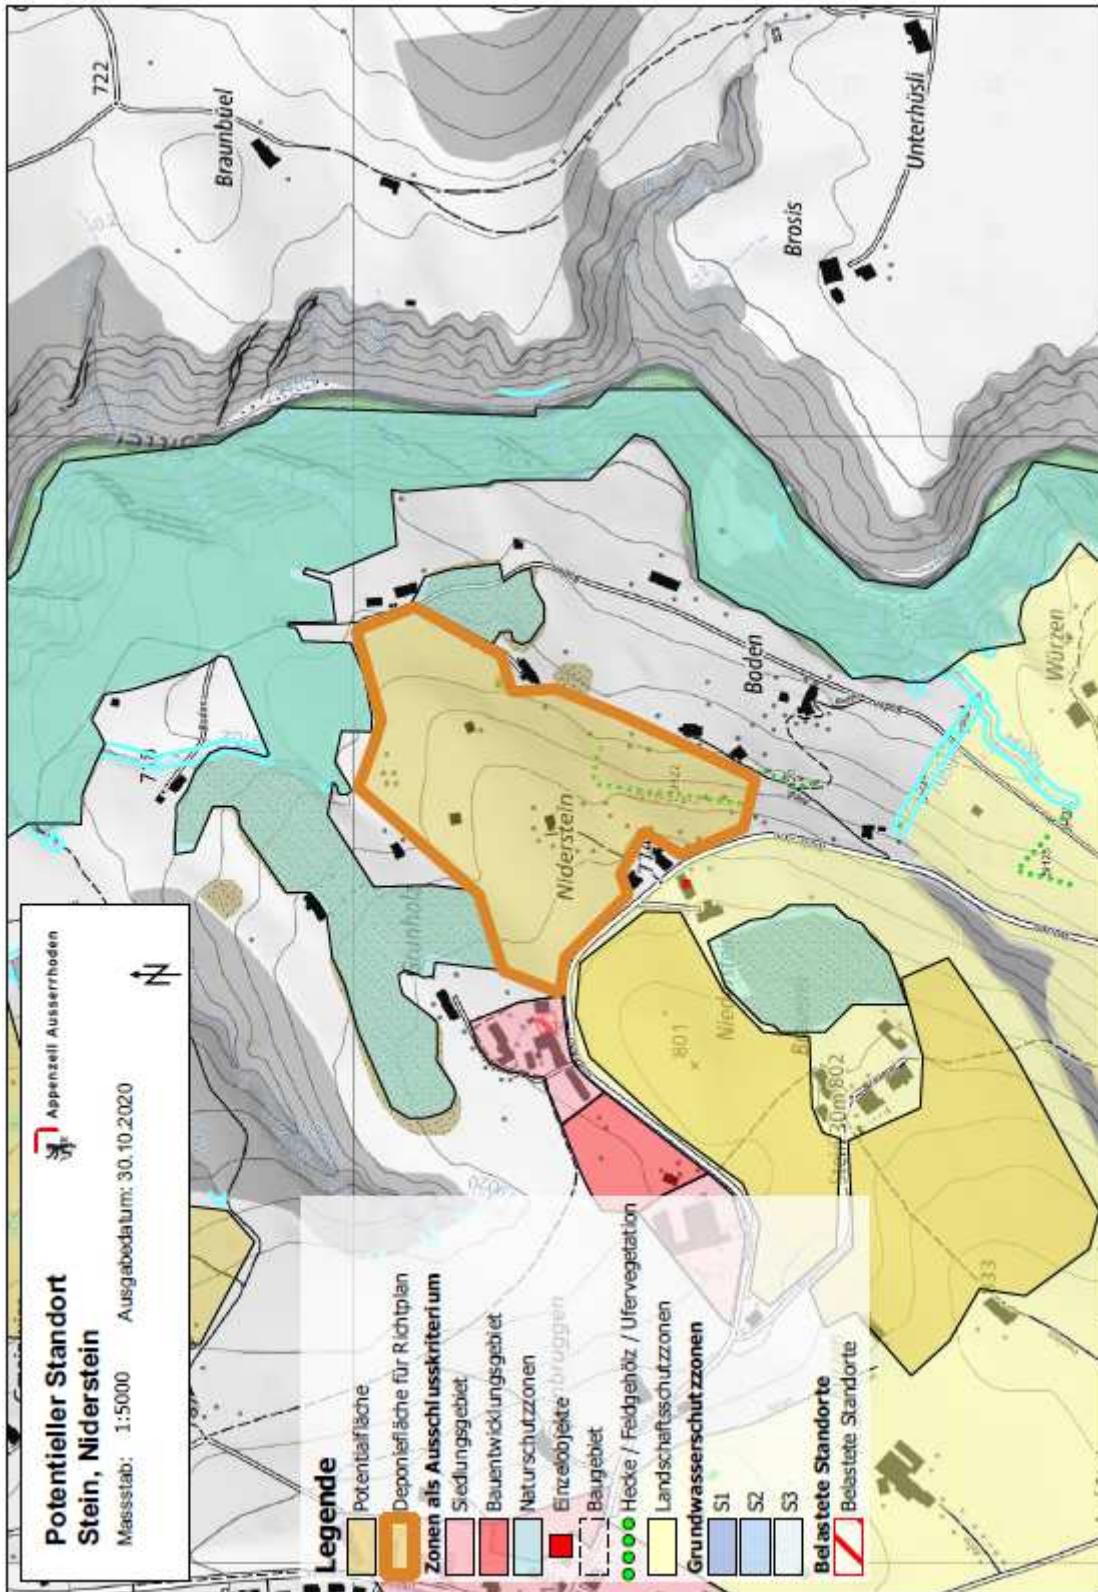 Potentieller Standort
Stein, Niderstein
Massstab: 1:5000 Ausgabedatum: 30.10.2020
Appenzell Ausserrhoden
N
Legende
Potentialfläche
Deponiefläche für Richtplan
Zonen als Ausschlusskriterium
Siedlungsgebiet
Bauentwicklungsgebiet
Naturschutzzonen
Einzelobjekte
Baugebiet
Hecke / Feldgehölz / Ufervegetation
Landschaftsschutzzonen
Grundwasserschutzzonen
S1
S2
S3
Belastete Standorte
Belastete Standorte
722
Braunbüel
Brosis
Unterhüsli
Niderstein
Boden
Würzen
801
802